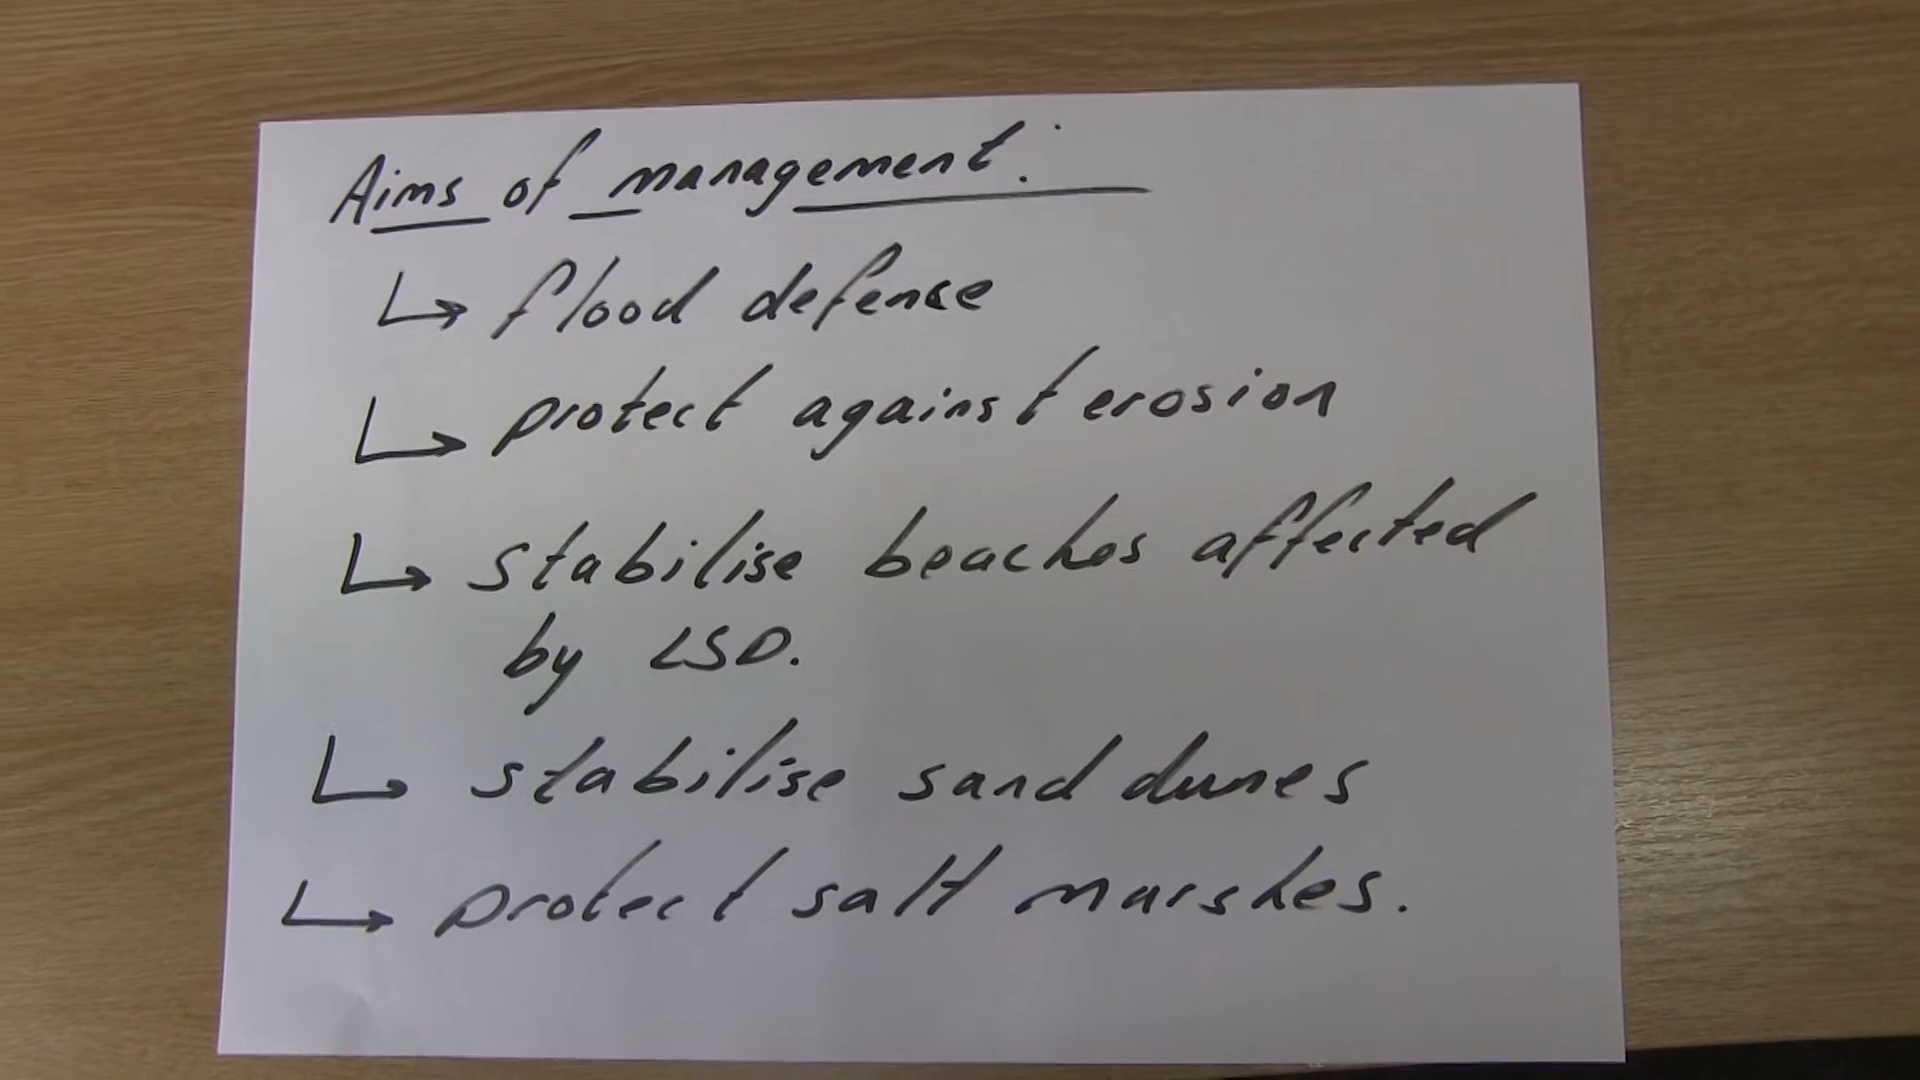 Aims of management:
↳ flood defence
↳ protect against erosion
↳ stabilise beaches affected
by LSD.
↳ stabilise sand dunes
↳ protect salt marshes.